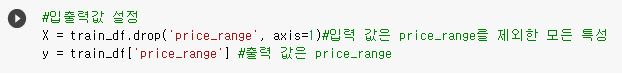 #입출력값 설정
X = train_df.drop('price_range', axis=1)#입력 값은 price_range를 제외한 모든 특성
y = train_df['price_range'] #출력 값은 price_range